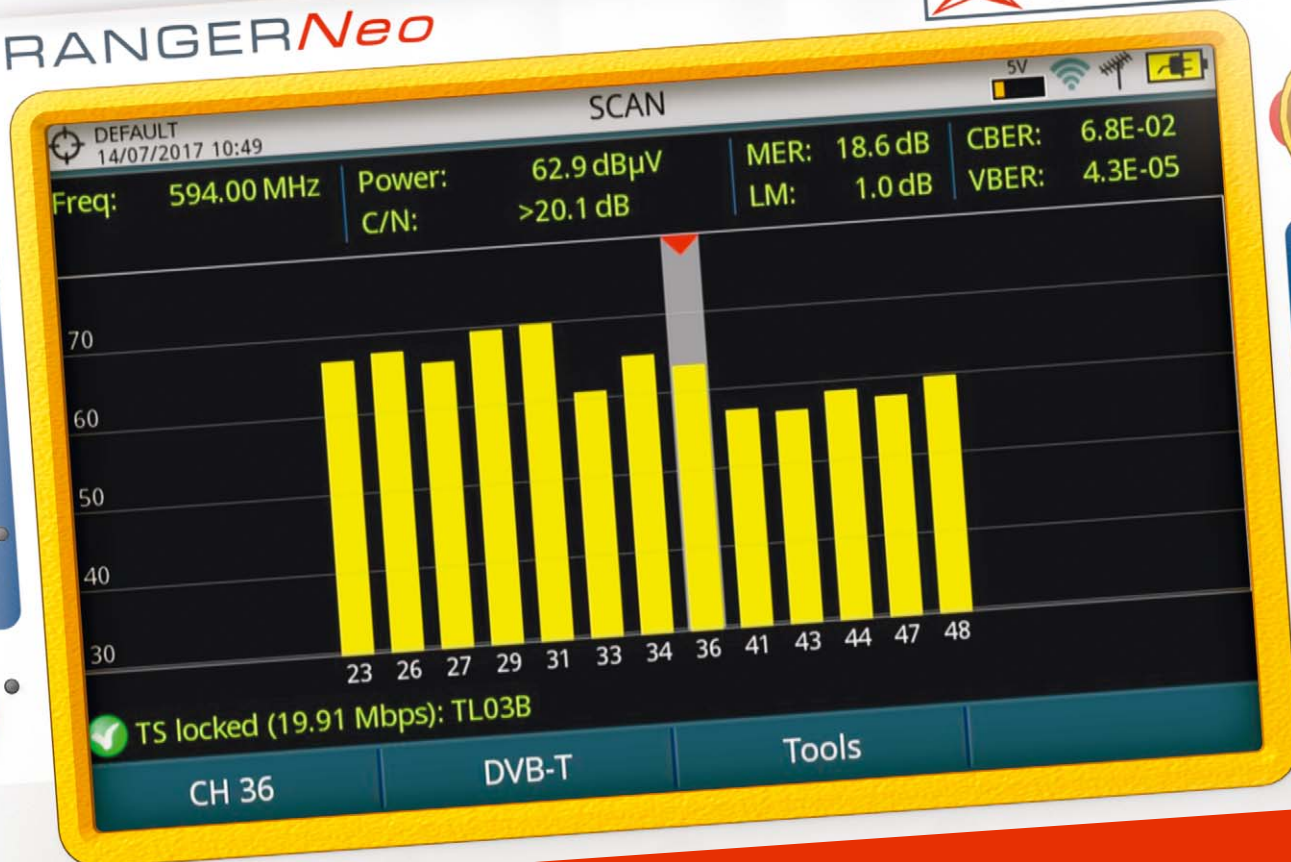 RANGERNeo
DEFAULT
14/07/2017 10:49
SCAN
5V
Freq: 594.00 MHz
Power: 62.9 dBµV
C/N: >20.1 dB
MER: 18.6 dB
LM: 1.0 dB
CBER: 6.8E-02
VBER: 4.3E-05
70
60
50
40
30
23 26 27 29 31 33 34 36 41 43 44 47 48
TS locked (19.91 Mbps): TL03B
CH 36
DVB-T
Tools